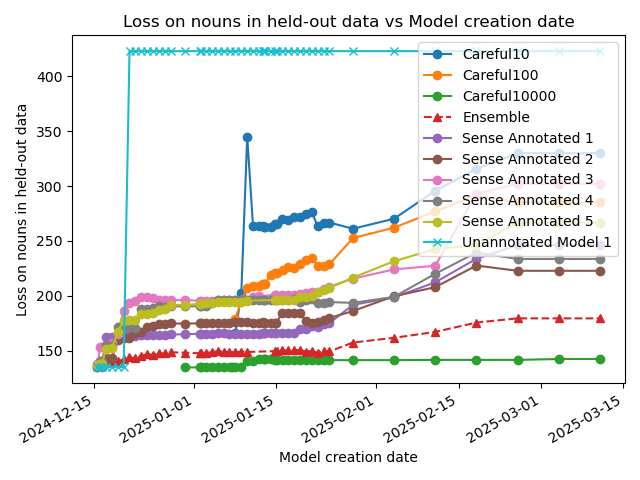 Loss on nouns in held-out data vs Model creation date
Loss on nouns in held-out data
400
350
300
250
200
150
Careful10
Careful100
Careful10000
Ensemble
Sense Annotated 1
Sense Annotated 2
Sense Annotated 3
Sense Annotated 4
Sense Annotated 5
Unannotated Model 1
2024-12-15
2025-01-01
2025-01-15
2025-02-01
2025-02-15
2025-03-01
2025-03-15
Model creation date